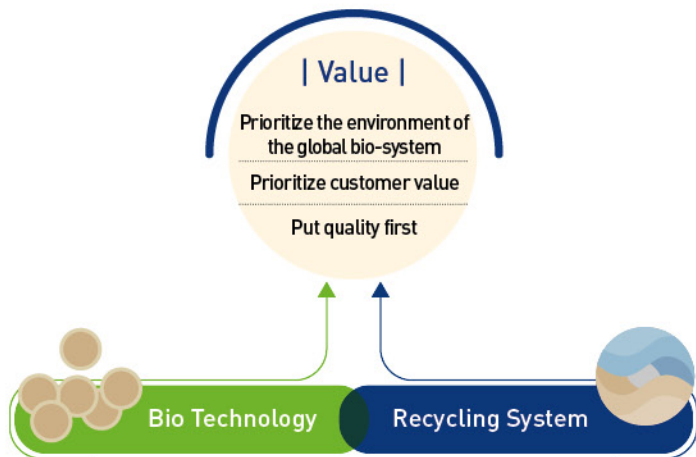 | Value |
Prioritize the environment of
the global bio-system
Prioritize customer value
Put quality first
Bio Technology
Recycling System